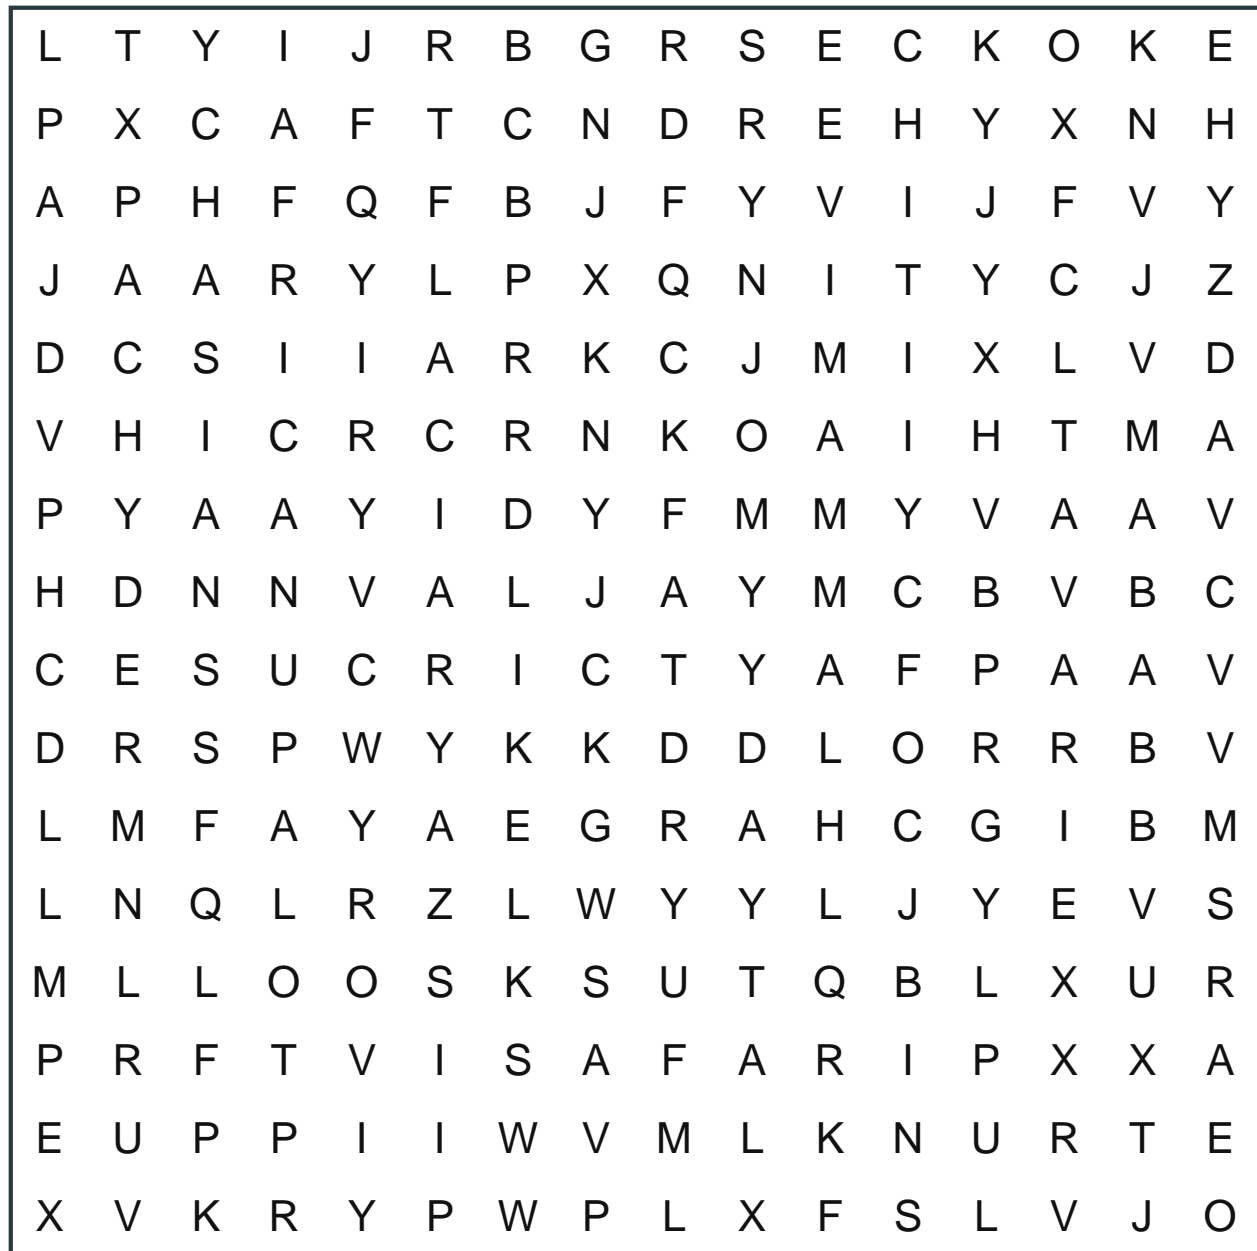 L T Y I J R B G R S E C K O K E
P X C A F T C N D R E H Y X N H
A P H F Q F B J F Y V I J F V Y
J A A R Y L P X Q N I T Y C J Z
D C S I I A R K C J M I X L V D
V H I C R C R N K O A I H T M A
P Y A A Y I D Y F M M Y V A A V
H D N N V A L J A Y M C B V B C
C E S U C R I C T Y A F P A A V
D R S P W Y K K D D L O R R B V
L M F A Y A E G R A H C G I B M
L N Q L R Z L W Y Y L J Y E V S
M L L O O S K S U T Q B L X U R
P R F T V I S A F A R I P X X A
E U P P I I W V M L K N U R T E
X V K R Y P W P L X F S L V J O